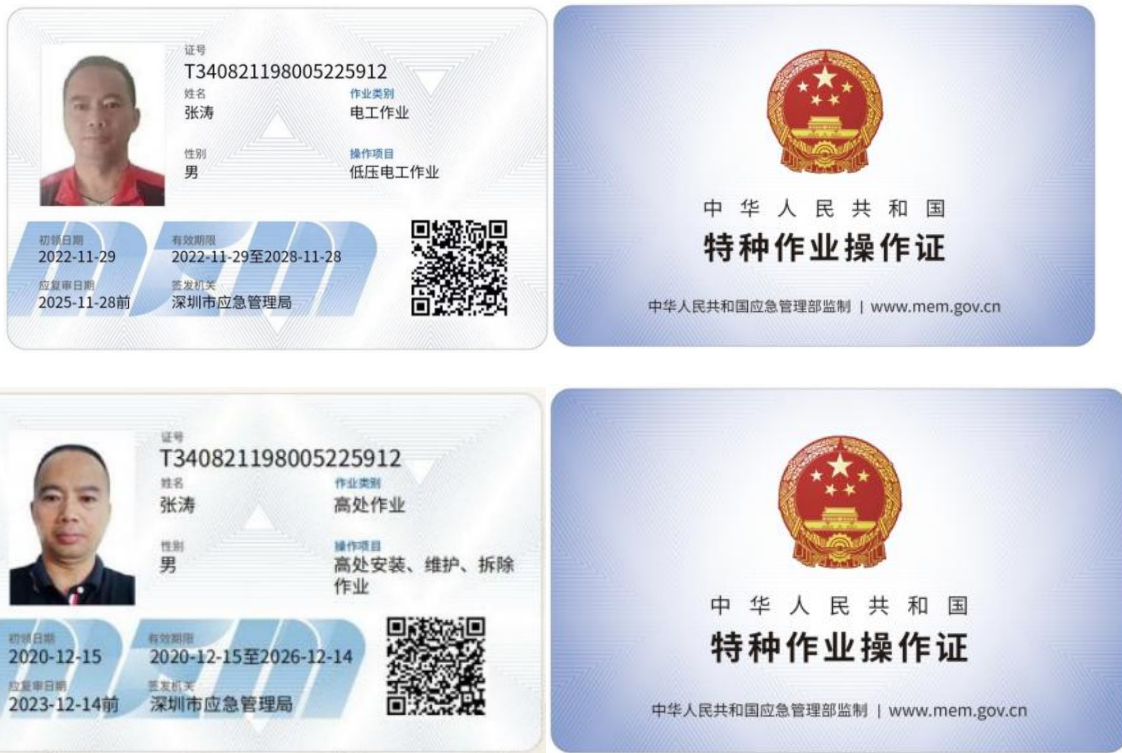 证号
T340821198005225912
姓名
张涛
作业类别
电工作业
性别
男
操作项目
低压电工作业
初领日期
2022-11-29
有效期限
2022-11-29至2028-11-28
应复审日期
2025-11-28前
签发机关
深圳市应急管理局
中华人民共和国
特种作业操作证
中华人民共和国应急管理部监制 | www.mem.gov.cn
证号
T340821198005225912
姓名
张涛
作业类别
高处作业
性别
男
操作项目
高处安装、维护、拆除
作业
初领日期
2020-12-15
有效期限
2020-12-15至2026-12-14
应复审日期
2023-12-14前
签发机关
深圳市应急管理局
中华人民共和国
特种作业操作证
中华人民共和国应急管理部监制 | www.mem.gov.cn